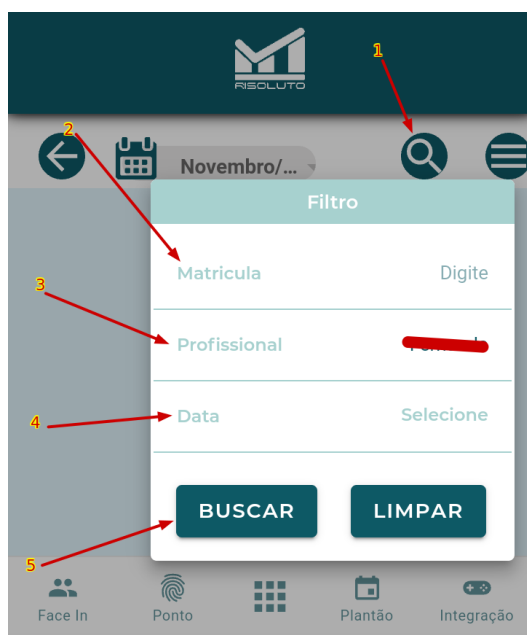 RISOLUTO
1
2
Novembro/...
Filtro
Matricula Digite
3
Profissional
4
Data Selecione
BUSCAR LIMPAR
5
Face In Ponto Plantão Integração